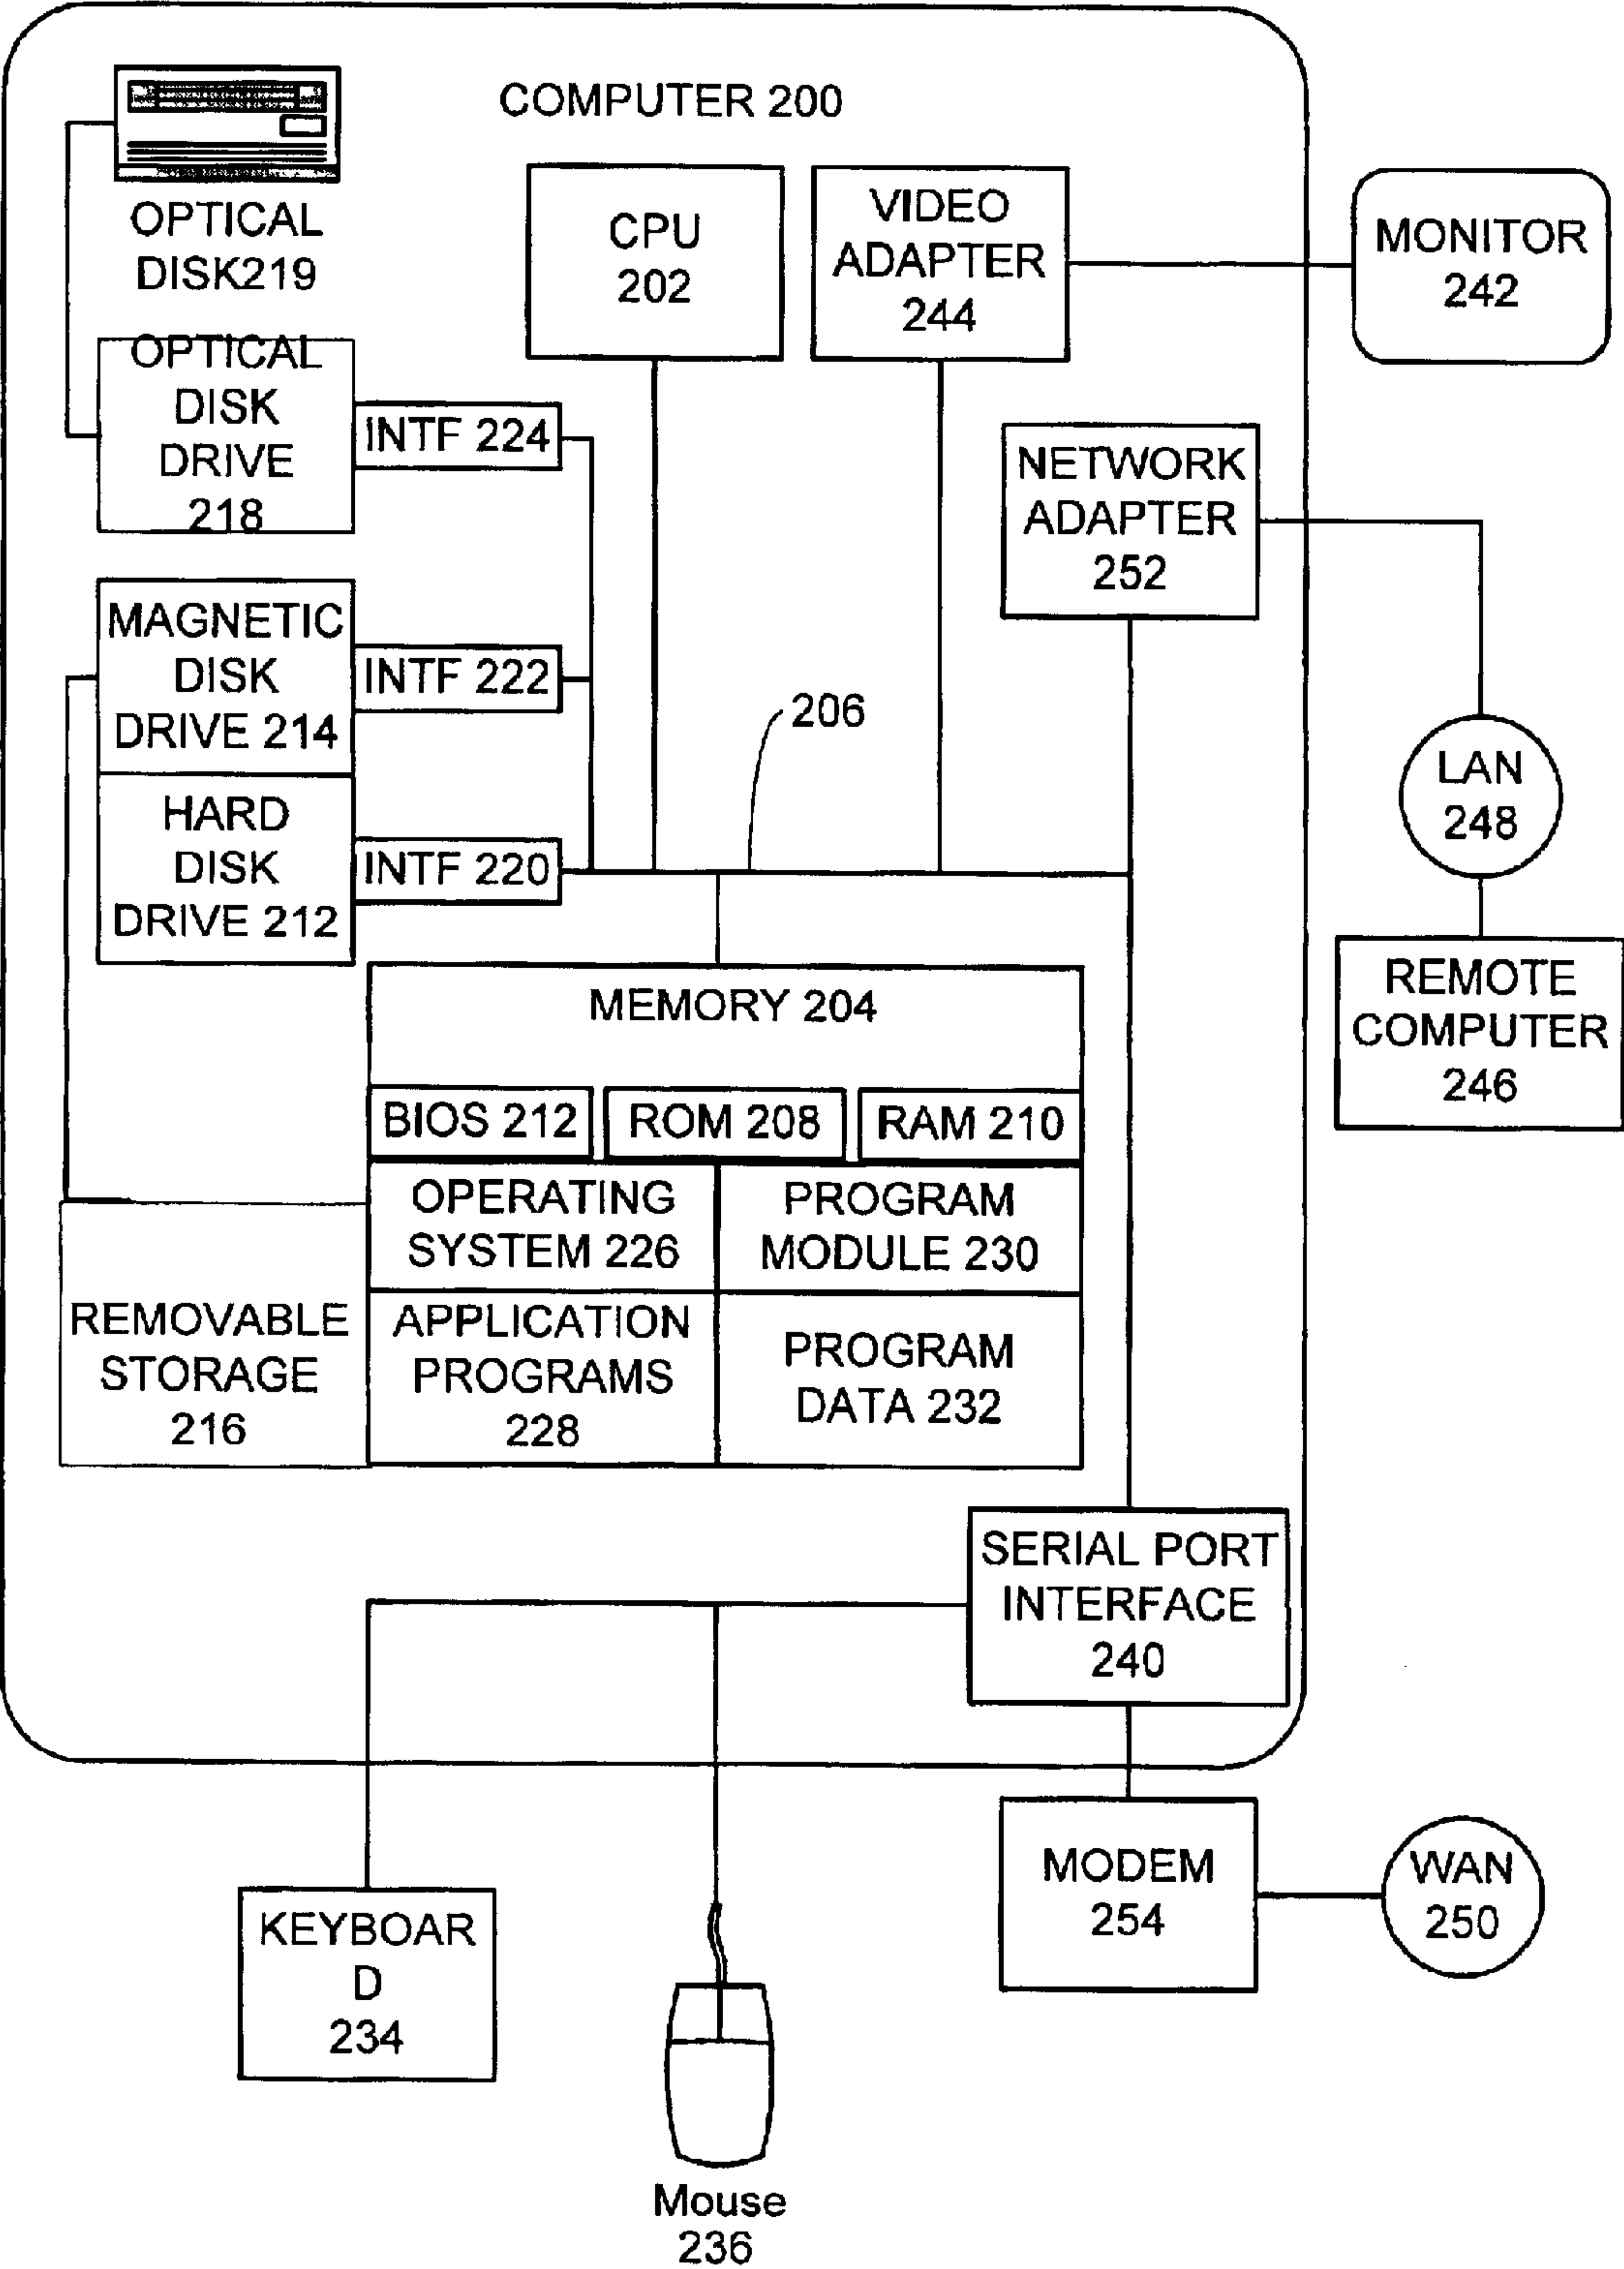 COMPUTER 200
OPTICAL
DISK219
CPU
202
VIDEO
ADAPTER
244
MONITOR
242
OPTICAL
DISK
DRIVE
218
INTF 224
NETWORK
ADAPTER
252
MAGNETIC
DISK
DRIVE 214
INTF 222
206
LAN
248
HARD
DISK
DRIVE 212
INTF 220
REMOTE
COMPUTER
246
MEMORY 204
BIOS 212
ROM 208
RAM 210
OPERATING
SYSTEM 226
PROGRAM
MODULE 230
REMOVABLE
STORAGE
216
APPLICATION
PROGRAMS
228
PROGRAM
DATA 232
SERIAL PORT
INTERFACE
240
MODEM
254
WAN
250
KEYBOAR
D
234
Mouse
236